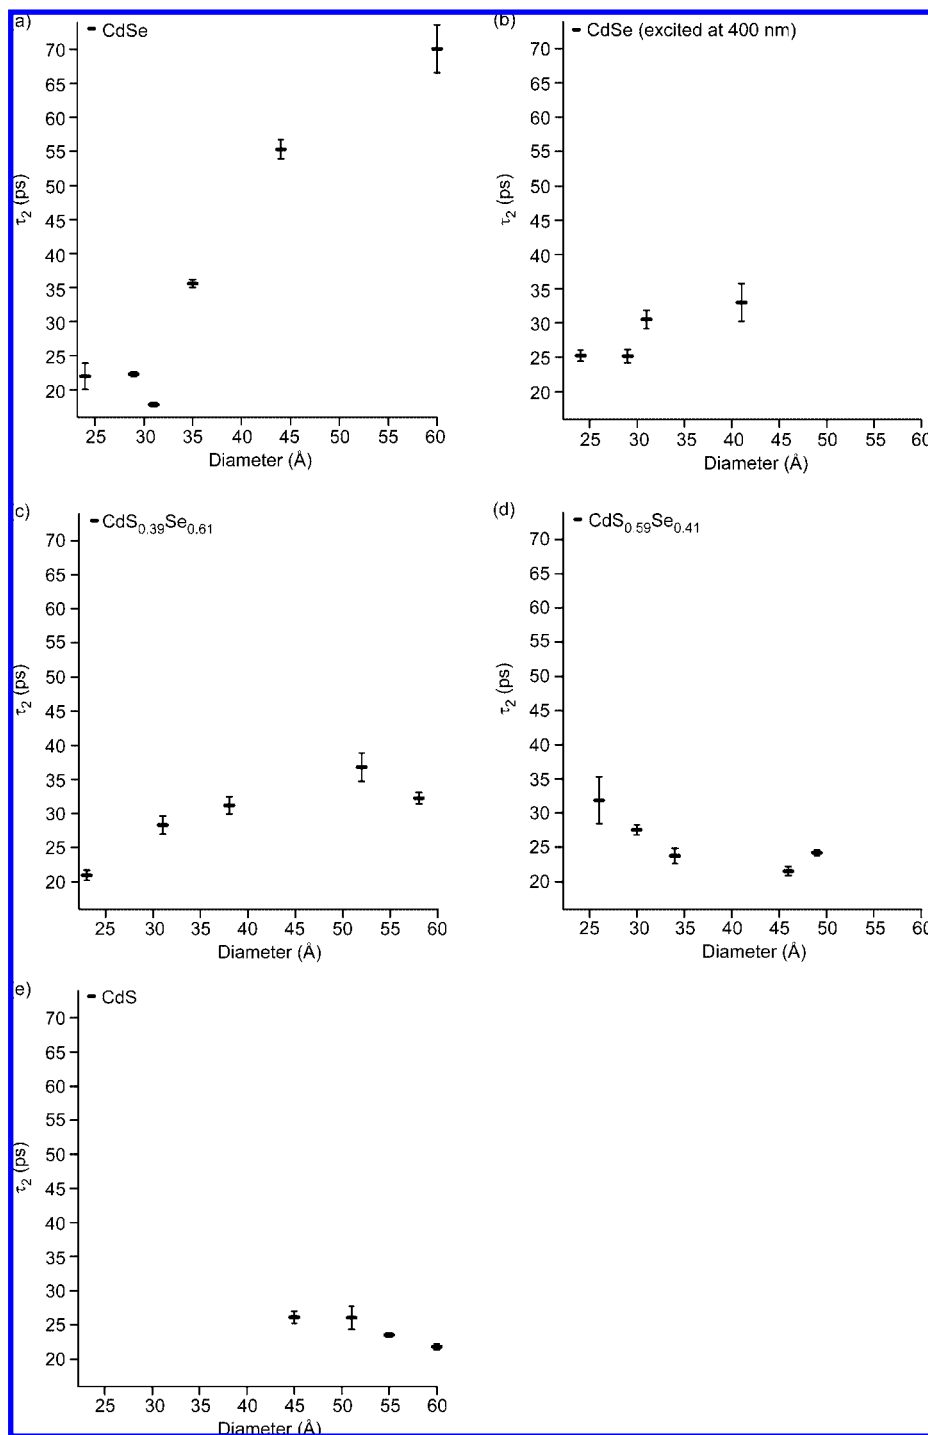 a)
CdSe
70
65
60
55
50
45
40
35
30
25
20
τ2 (ps)
25 30 35 40 45 50 55 60
Diameter (Å)
(b)
CdSe (excited at 400 nm)
70
65
60
55
50
45
40
35
30
25
20
τ2 (ps)
25 30 35 40 45 50 55 60
Diameter (Å)
c)
CdS0.39Se0.61
70
65
60
55
50
45
40
35
30
25
20
τ2 (ps)
25 30 35 40 45 50 55 60
Diameter (Å)
(d)
CdS0.59Se0.41
70
65
60
55
50
45
40
35
30
25
20
τ2 (ps)
25 30 35 40 45 50 55 60
Diameter (Å)
e)
CdS
70
65
60
55
50
45
40
35
30
25
20
τ2 (ps)
25 30 35 40 45 50 55 60
Diameter (Å)